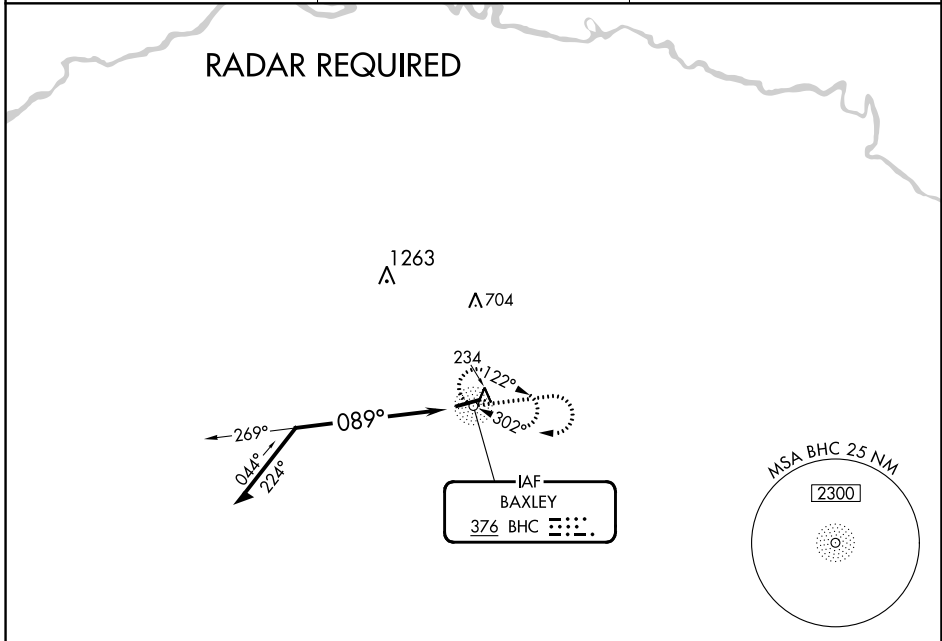 RADAR REQUIRED
1263
704
234
122°
302°
089°
269°
044°
224°
IAF
BAXLEY
376 BHC
MSA BHC 25 NM
2300